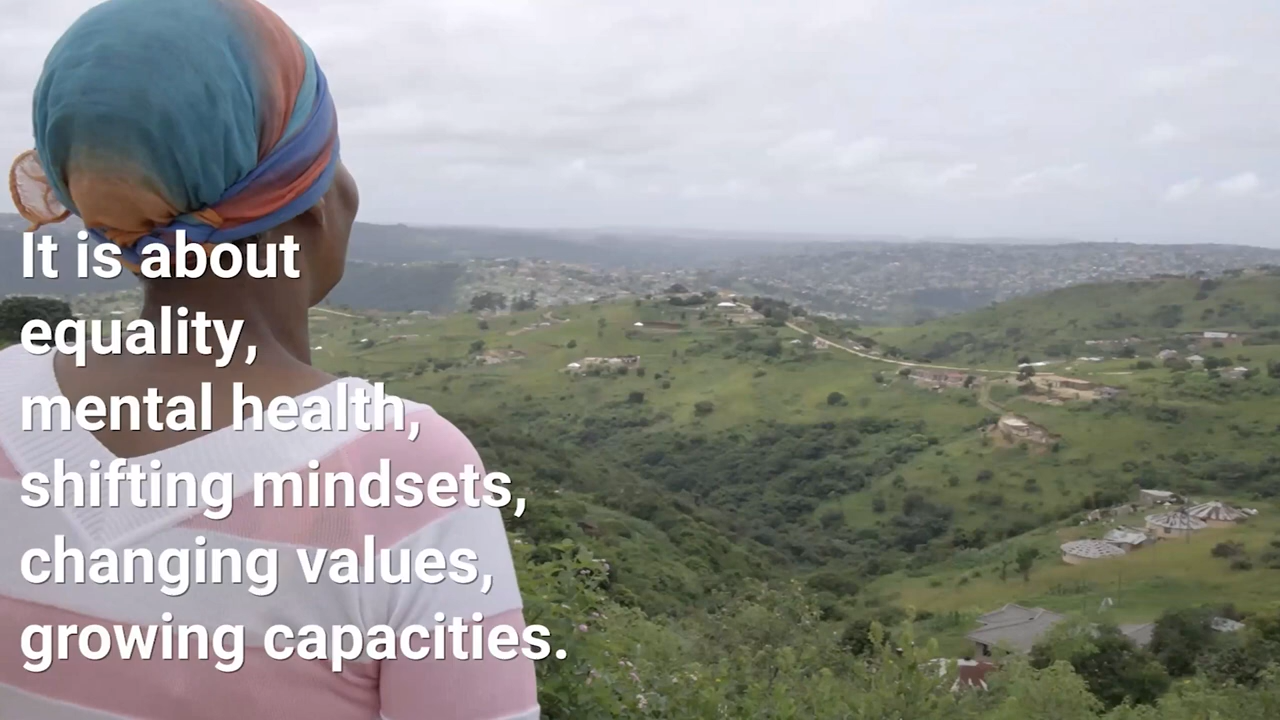 It is about
equality,
mental health,
shifting mindsets,
changing values,
growing capacities.